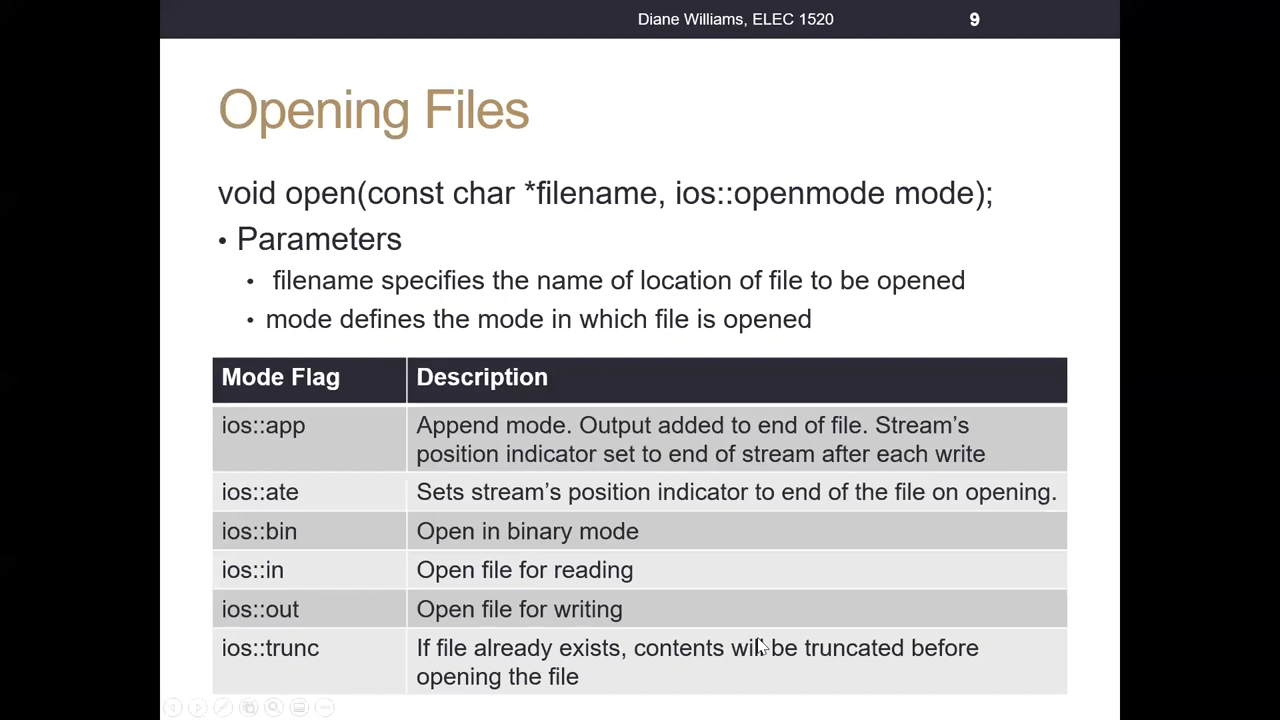 Diane Williams, ELEC 1520
9
Opening Files
void open(const char *filename, ios::openmode mode);
• Parameters
• filename specifies the name of location of file to be opened
• mode defines the mode in which file is opened
Mode Flag Description
ios::app Append mode. Output added to end of file. Stream’s
position indicator set to end of stream after each write
ios::ate Sets stream’s position indicator to end of the file on opening.
ios::bin Open in binary mode
ios::in Open file for reading
ios::out Open file for writing
ios::trunc If file already exists, contents will be truncated before
opening the file